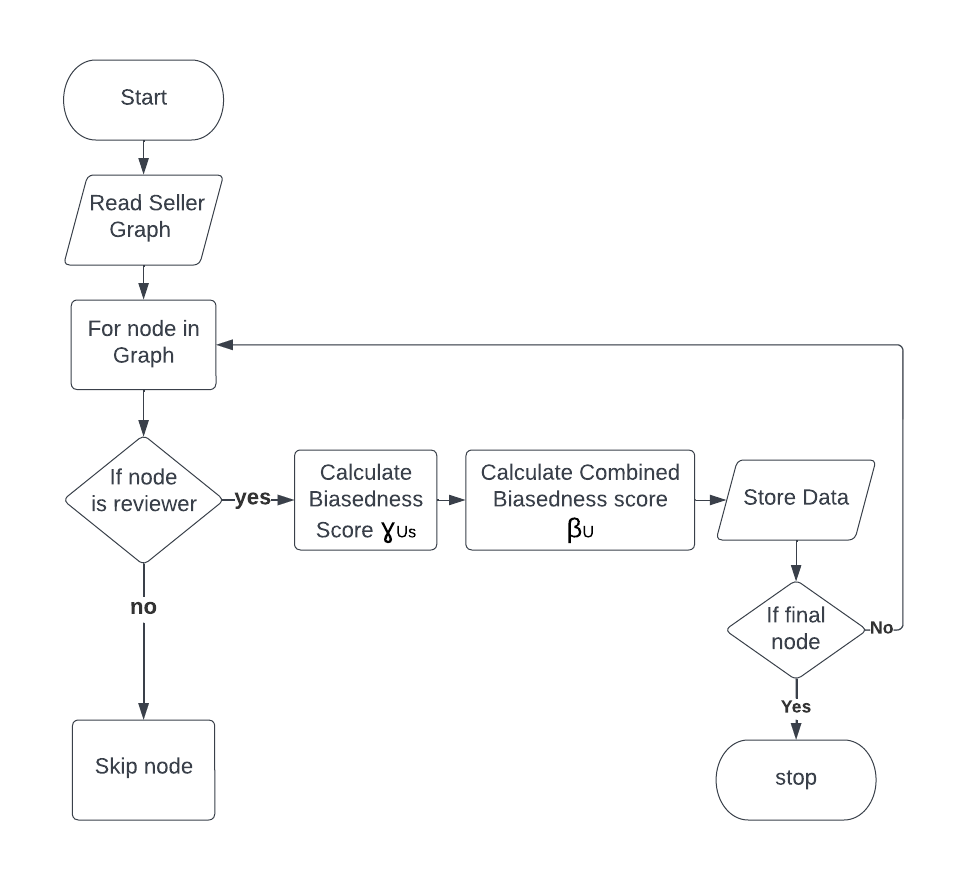 Start
Read Seller
Graph
For node in
Graph
If node
is reviewer
yes
Calculate
Biasedness
Score ɣUs
Calculate Combined
Biasedness score
βU
Store Data
If final
node
No
Yes
stop
no
Skip node